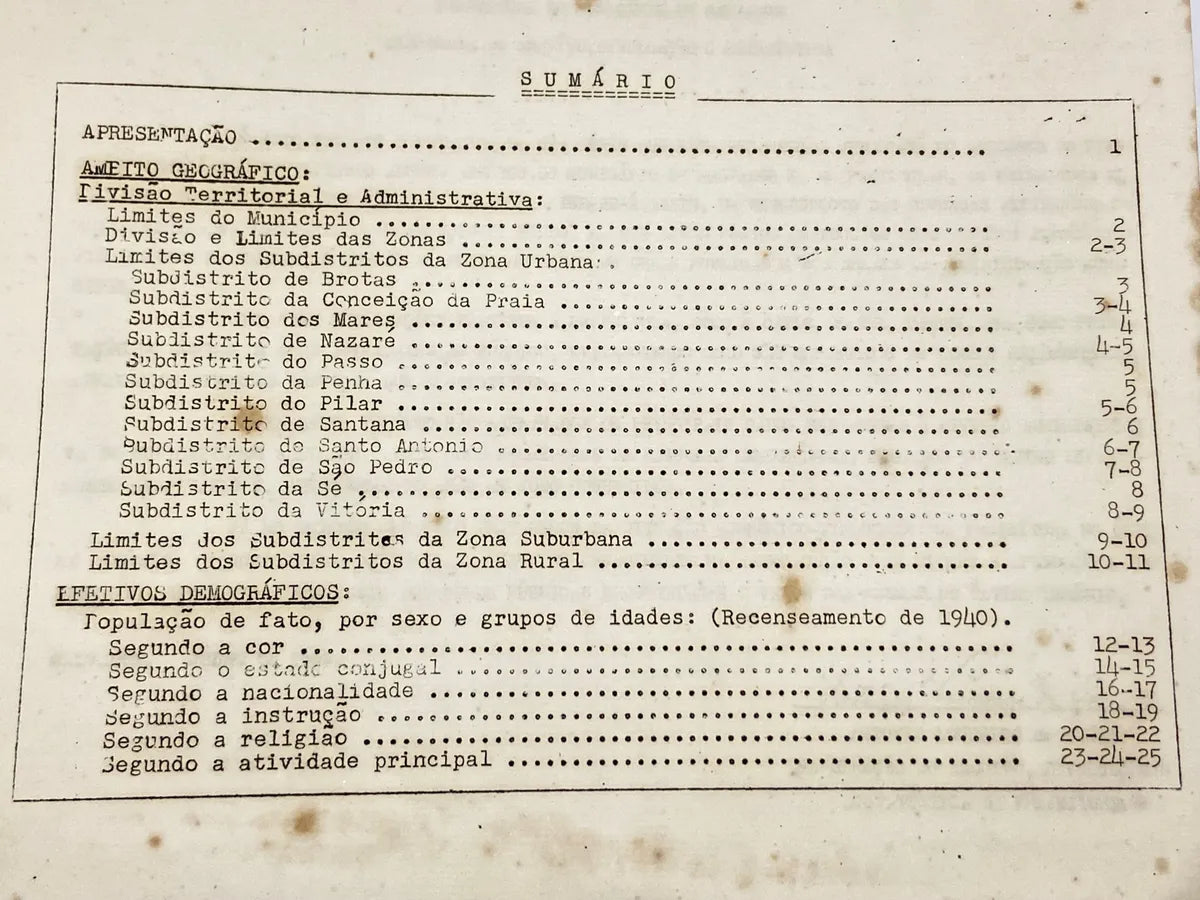 SUMÁRIO
APRESENTAÇÃO ................................................ 1
ÂMBITO GEOGRÁFICO:
Divisão Territorial e Administrativa:
Limites do Município ................................................ 2
Divisão e Limites das Zonas ................................................ 2-3
Limites dos Subdistritos da Zona Urbana:
Subdistrito de Brotas ................................................ 3
Subdistrito da Conceição da Praia ................................................ 3-4
Subdistrito dos Mares ................................................ 4
Subdistrito de Nazaré ................................................ 4-5
Subdistrito do Passo ................................................ 5
Subdistrito da Penha ................................................ 5
Subdistrito do Pilar ................................................ 5-6
Subdistrito de Santana ................................................ 6
Subdistrito de Santo Antonio ................................................ 6-7
Subdistrito de São Pedro ................................................ 7-8
Subdistrito da Sé ................................................ 8
Subdistrito da Vitória ................................................ 8-9
Limites dos Subdistritos da Zona Suburbana ................................................ 9-10
Limites dos Subdistritos da Zona Rural ................................................ 10-11
EFETIVOS DEMOGRÁFICOS:
População de fato, por sexo e grupos de idades: (Recenseamento de 1940).
Segundo a cor ................................................ 12-13
Segundo o estado conjugal ................................................ 14-15
Segundo a nacionalidade ................................................ 16-17
Segundo a instrução ................................................ 18-19
Segundo a religião ................................................ 20-21-22
Segundo a atividade principal ................................................ 23-24-25